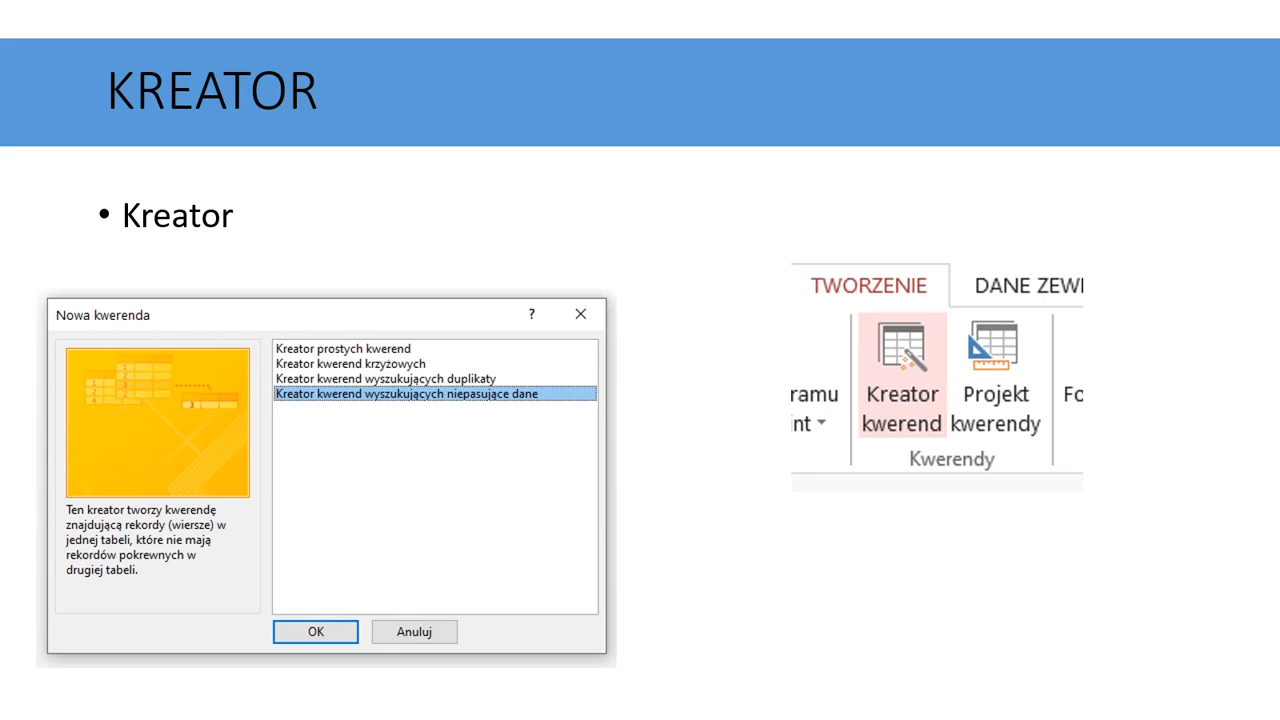 KREATOR
• Kreator
Nowa kwerenda
?
Kreator prostych kwerend
Kreator kwerend krzyżowych
Kreator kwerend wyszukujących duplikaty
Kreator kwerend wyszukujących niepasujące dane
Ten kreator tworzy kwerendę
znajdującą rekordy (wiersze) w
jednej tabeli, które nie mają
rekordów pokrewnych w
drugiej tabeli.
OK
Anuluj
TWORZENIE
DANE ZEW
ramu
int
Kreator
kwerend
Projekt
kwerendy
Fo
Kwerendy